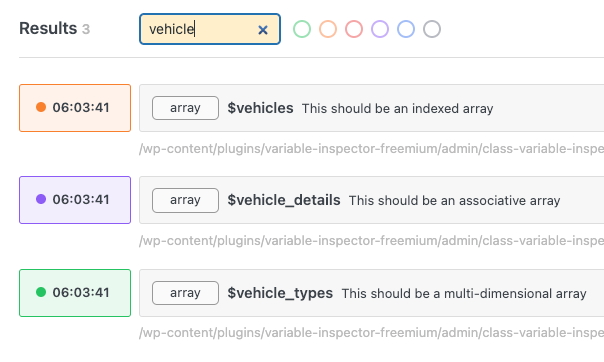 Results 3 vehicle ×
06:03:41 array $vehicles This should be an indexed array
/wp-content/plugins/variable-inspector-freemium/admin/class-variable-inspe
06:03:41 array $vehicle_details This should be an associative array
/wp-content/plugins/variable-inspector-freemium/admin/class-variable-inspe
06:03:41 array $vehicle_types This should be a multi-dimensional array
/wp-content/plugins/variable-inspector-freemium/admin/class-variable-inspe